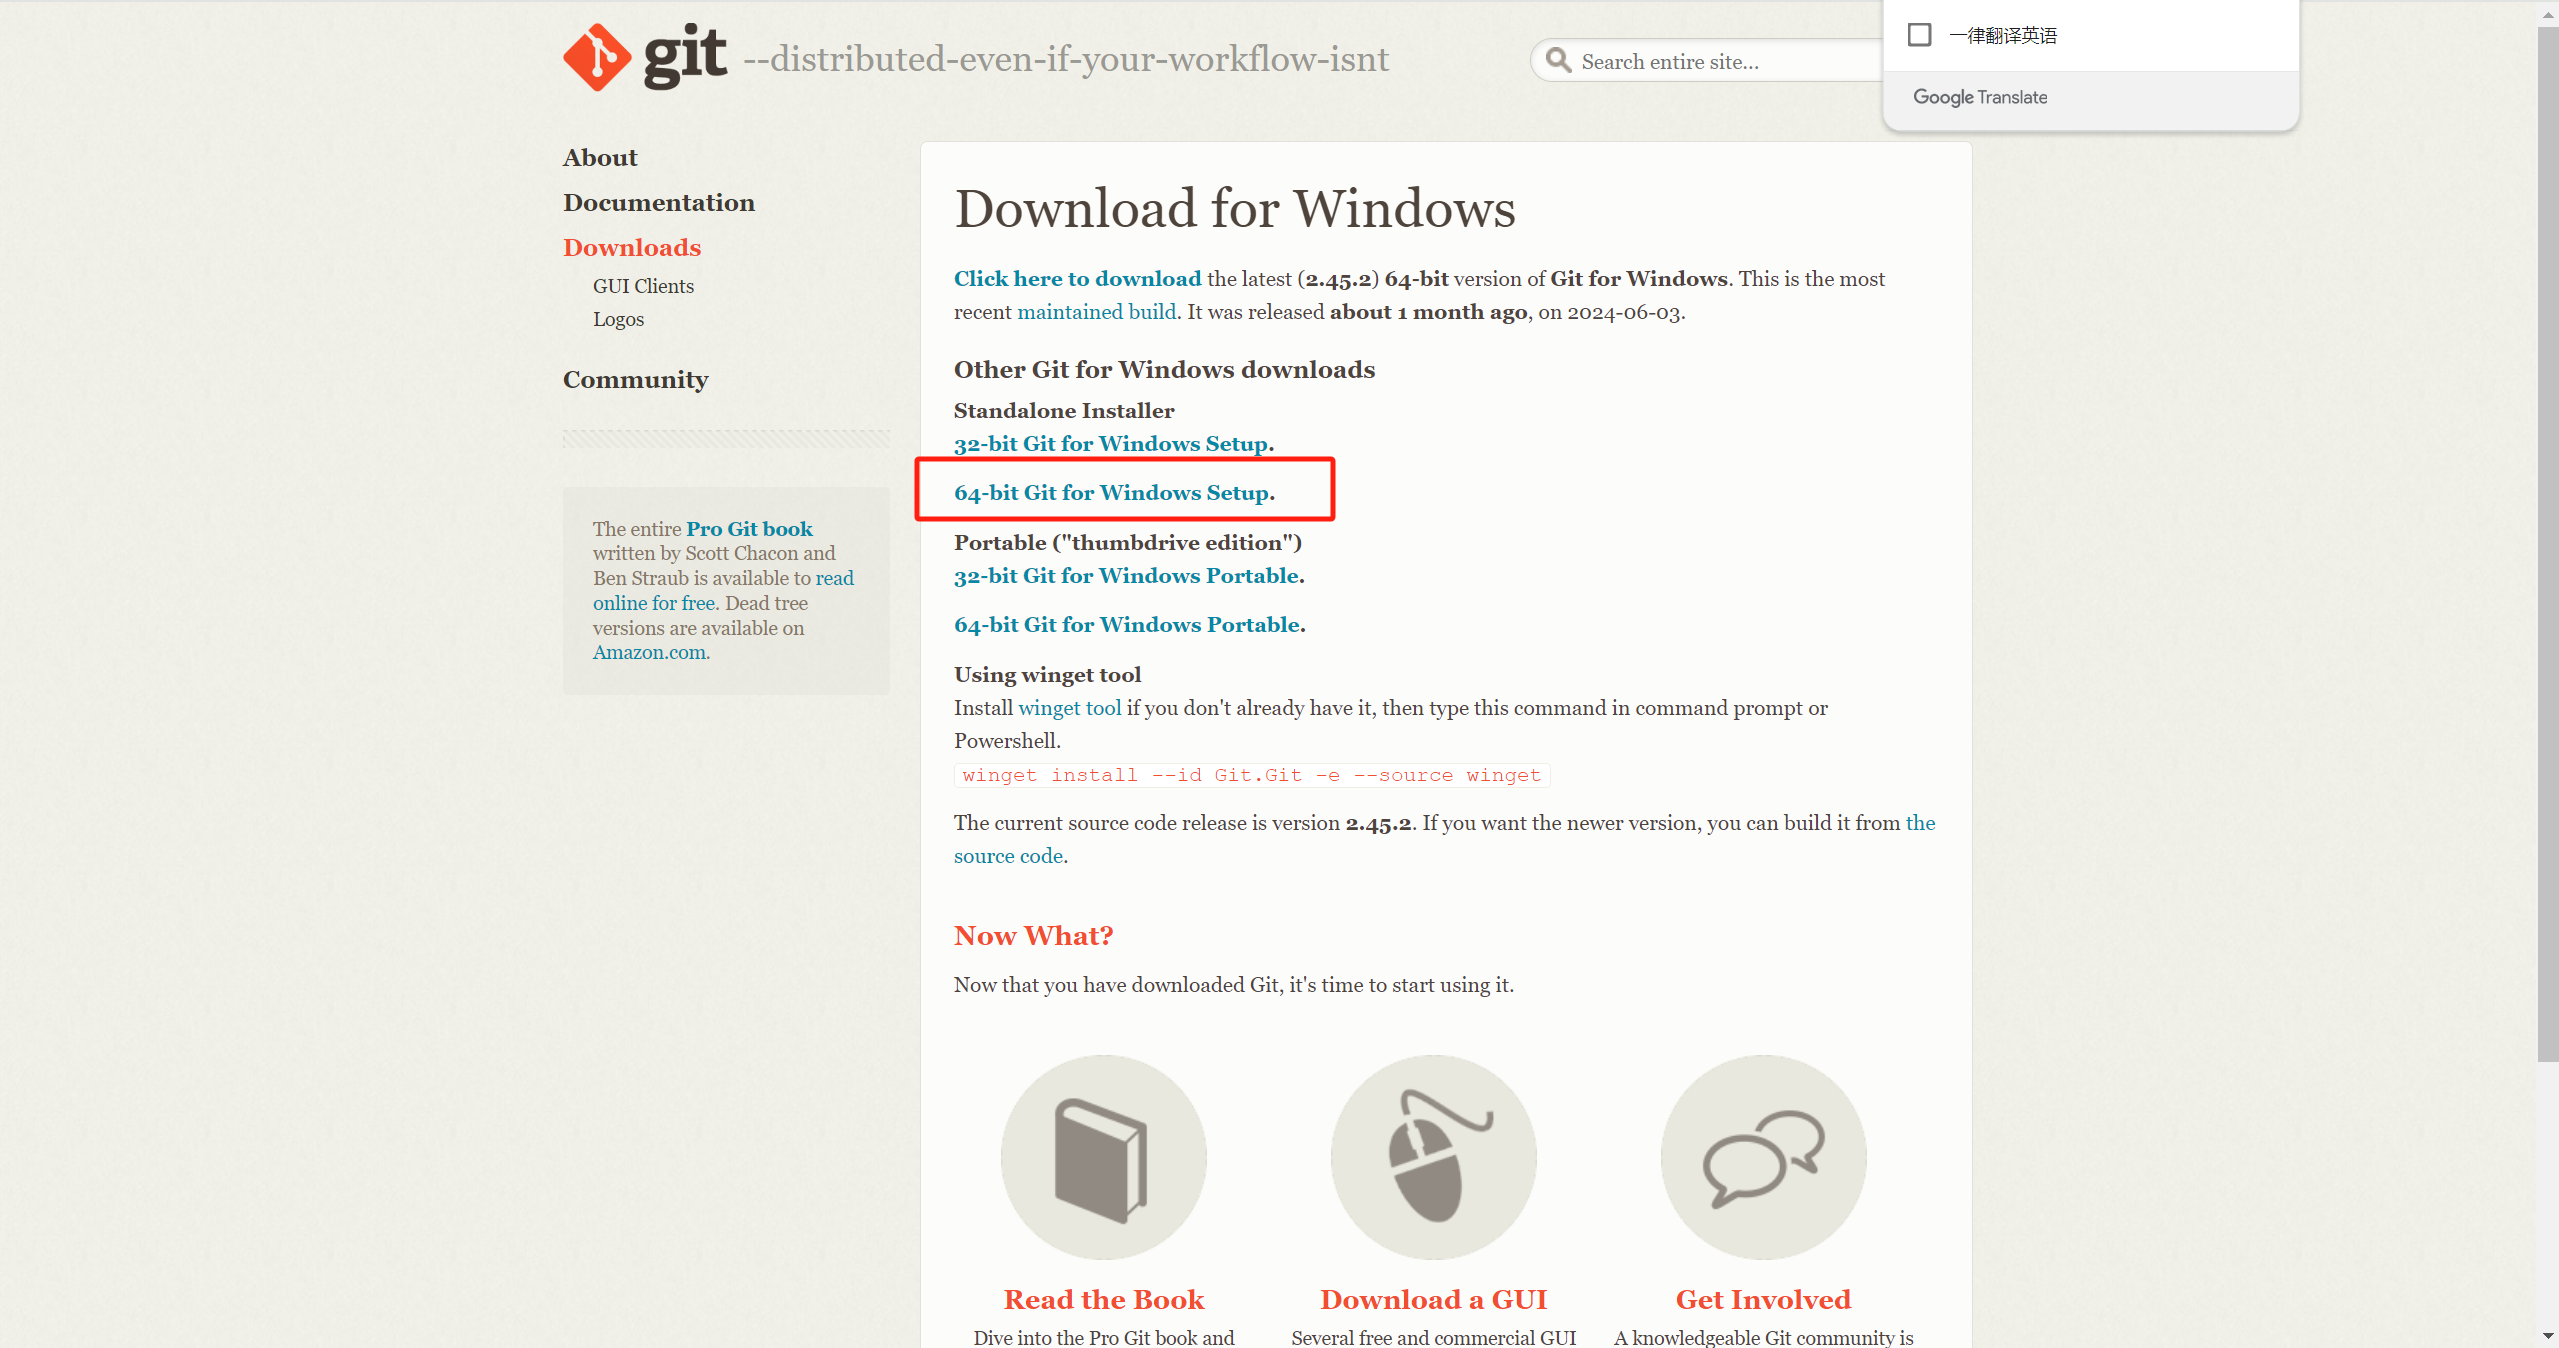 git --distributed-even-if-your-workflow-isnt
Search entire site...
一律翻译英语
Google Translate
About
Documentation
Downloads
GUI Clients
Logos
Community
The entire Pro Git book
written by Scott Chacon and
Ben Straub is available to read
online for free. Dead tree
versions are available on
Amazon.com.
Download for Windows
Click here to download the latest (2.45.2) 64-bit version of Git for Windows. This is the most
recent maintained build. It was released about 1 month ago, on 2024-06-03.
Other Git for Windows downloads
Standalone Installer
32-bit Git for Windows Setup.
64-bit Git for Windows Setup.
Portable ("thumbdrive edition")
32-bit Git for Windows Portable.
64-bit Git for Windows Portable.
Using winget tool
Install winget tool if you don't already have it, then type this command in command prompt or
Powershell.
winget install --id Git.Git -e --source winget
The current source code release is version 2.45.2. If you want the newer version, you can build it from the
source code.
Now What?
Now that you have downloaded Git, it's time to start using it.
Read the Book
Dive into the Pro Git book and
Download a GUI
Several free and commercial GUI
Get Involved
A knowledgeable Git community is